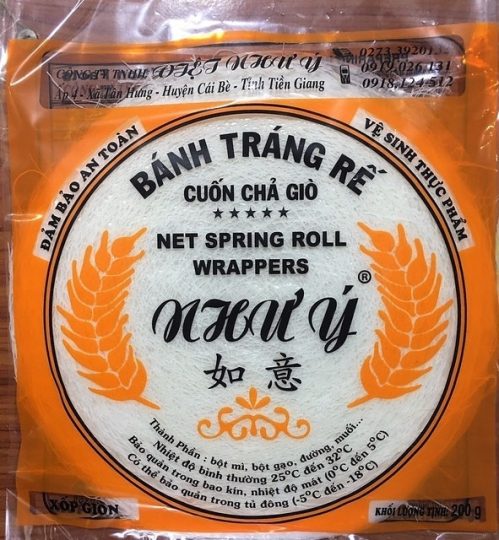 CÔNG TY TNHH VIỆT NHƯ Ý
Ấp 4 - Xã Tân Hưng - Huyện Cái Bè - Tỉnh Tiền Giang
0919.026.131
0918.124.512
ĐẢM BẢO AN TOÀN
VỆ SINH THỰC PHẨM
BÁNH TRÁNG RẾ
CUỐN CHẢ GIÒ
★★★★★
NET SPRING ROLL
WRAPPERS
NHƯ Ý ®
如意
Thành Phần : bột mì, bột gạo, đường, muối...
Nhiệt độ bình thường 25°C đến 32°C
Bảo quản trong bao kín, nhiệt độ mát (0°C đến 5°C)
Có thể bảo quản trong tủ đông (-5°C đến -18°C)
XỐP GIÒN
KHỐI LƯỢNG TỊNH: 200 g